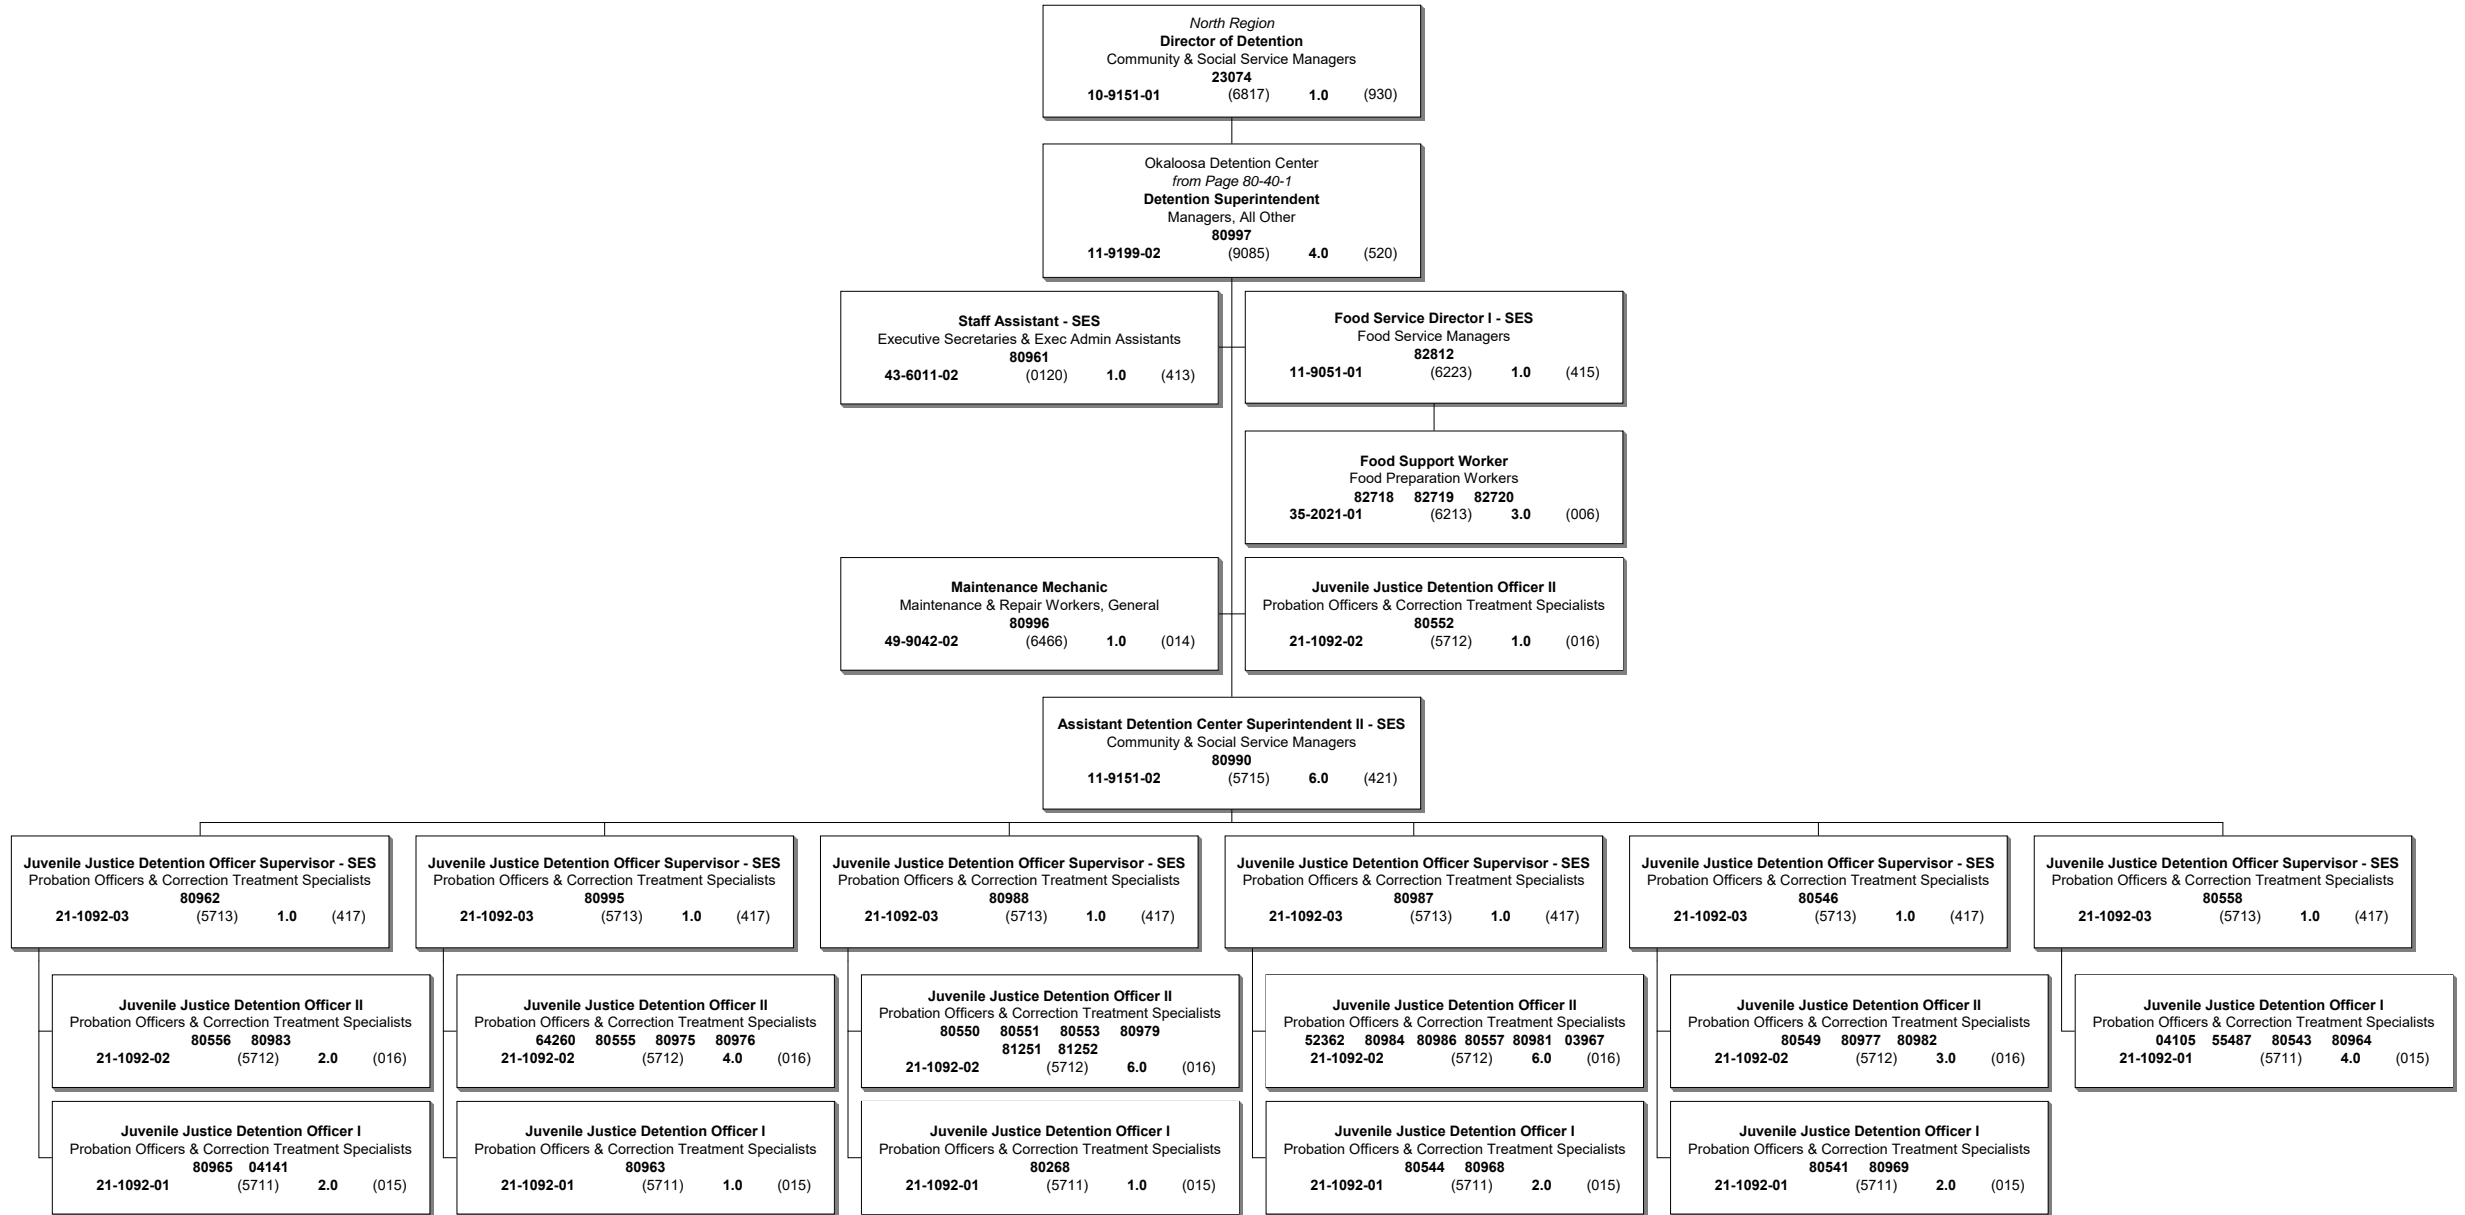 North Region
Director of Detention
Community & Social Service Managers
23074
10-9151-01 (6817) 1.0 (930)
Okaloosa Detention Center
from Page 80-40-1
Detention Superintendent
Managers, All Other
80997
11-9199-02 (9085) 4.0 (520)
Staff Assistant - SES
Executive Secretaries & Exec Admin Assistants
80961
43-6011-02 (0120) 1.0 (413)
Food Service Director I - SES
Food Service Managers
82812
11-9051-01 (6223) 1.0 (415)
Food Support Worker
Food Preparation Workers
82718 82719 82720
35-2021-01 (6213) 3.0 (006)
Maintenance Mechanic
Maintenance & Repair Workers, General
80996
49-9042-02 (6466) 1.0 (014)
Juvenile Justice Detention Officer II
Probation Officers & Correction Treatment Specialists
80552
21-1092-02 (5712) 1.0 (016)
Assistant Detention Center Superintendent II - SES
Community & Social Service Managers
80990
11-9151-02 (5715) 6.0 (421)
Juvenile Justice Detention Officer Supervisor - SES
Probation Officers & Correction Treatment Specialists
80962
21-1092-03 (5713) 1.0 (417)
Juvenile Justice Detention Officer Supervisor - SES
Probation Officers & Correction Treatment Specialists
80995
21-1092-03 (5713) 1.0 (417)
Juvenile Justice Detention Officer Supervisor - SES
Probation Officers & Correction Treatment Specialists
80988
21-1092-03 (5713) 1.0 (417)
Juvenile Justice Detention Officer Supervisor - SES
Probation Officers & Correction Treatment Specialists
80987
21-1092-03 (5713) 1.0 (417)
Juvenile Justice Detention Officer Supervisor - SES
Probation Officers & Correction Treatment Specialists
80546
21-1092-03 (5713) 1.0 (417)
Juvenile Justice Detention Officer Supervisor - SES
Probation Officers & Correction Treatment Specialists
80558
21-1092-03 (5713) 1.0 (417)
Juvenile Justice Detention Officer II
Probation Officers & Correction Treatment Specialists
80556 80983
21-1092-02 (5712) 2.0 (016)
Juvenile Justice Detention Officer II
Probation Officers & Correction Treatment Specialists
64260 80555 80975 80976
21-1092-02 (5712) 4.0 (016)
Juvenile Justice Detention Officer II
Probation Officers & Correction Treatment Specialists
80550 80551 80553 80979
81251 81252
21-1092-02 (5712) 6.0 (016)
Juvenile Justice Detention Officer II
Probation Officers & Correction Treatment Specialists
52362 80984 80986 80557 80981 03967
21-1092-02 (5712) 6.0 (016)
Juvenile Justice Detention Officer II
Probation Officers & Correction Treatment Specialists
80549 80977 80982
21-1092-02 (5712) 3.0 (016)
Juvenile Justice Detention Officer I
Probation Officers & Correction Treatment Specialists
04105 55487 80543 80964
21-1092-01 (5711) 4.0 (015)
Juvenile Justice Detention Officer I
Probation Officers & Correction Treatment Specialists
80965 04141
21-1092-01 (5711) 2.0 (015)
Juvenile Justice Detention Officer I
Probation Officers & Correction Treatment Specialists
80963
21-1092-01 (5711) 1.0 (015)
Juvenile Justice Detention Officer I
Probation Officers & Correction Treatment Specialists
80268
21-1092-01 (5711) 1.0 (015)
Juvenile Justice Detention Officer I
Probation Officers & Correction Treatment Specialists
80544 80968
21-1092-01 (5711) 2.0 (015)
Juvenile Justice Detention Officer I
Probation Officers & Correction Treatment Specialists
80541 80969
21-1092-01 (5711) 2.0 (015)